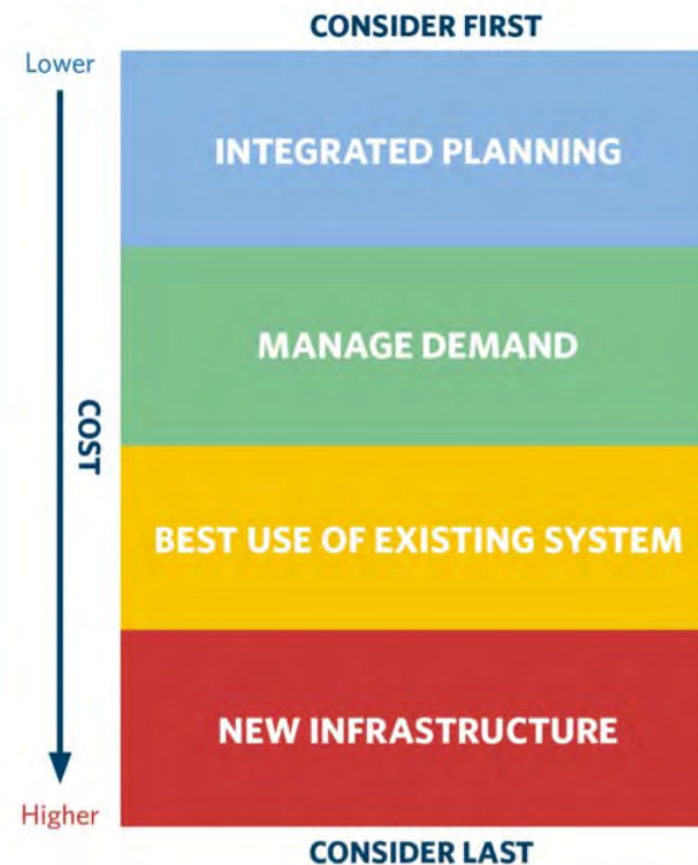 CONSIDER FIRST
Lower
INTEGRATED PLANNING
MANAGE DEMAND
COST
BEST USE OF EXISTING SYSTEM
NEW INFRASTRUCTURE
Higher
CONSIDER LAST